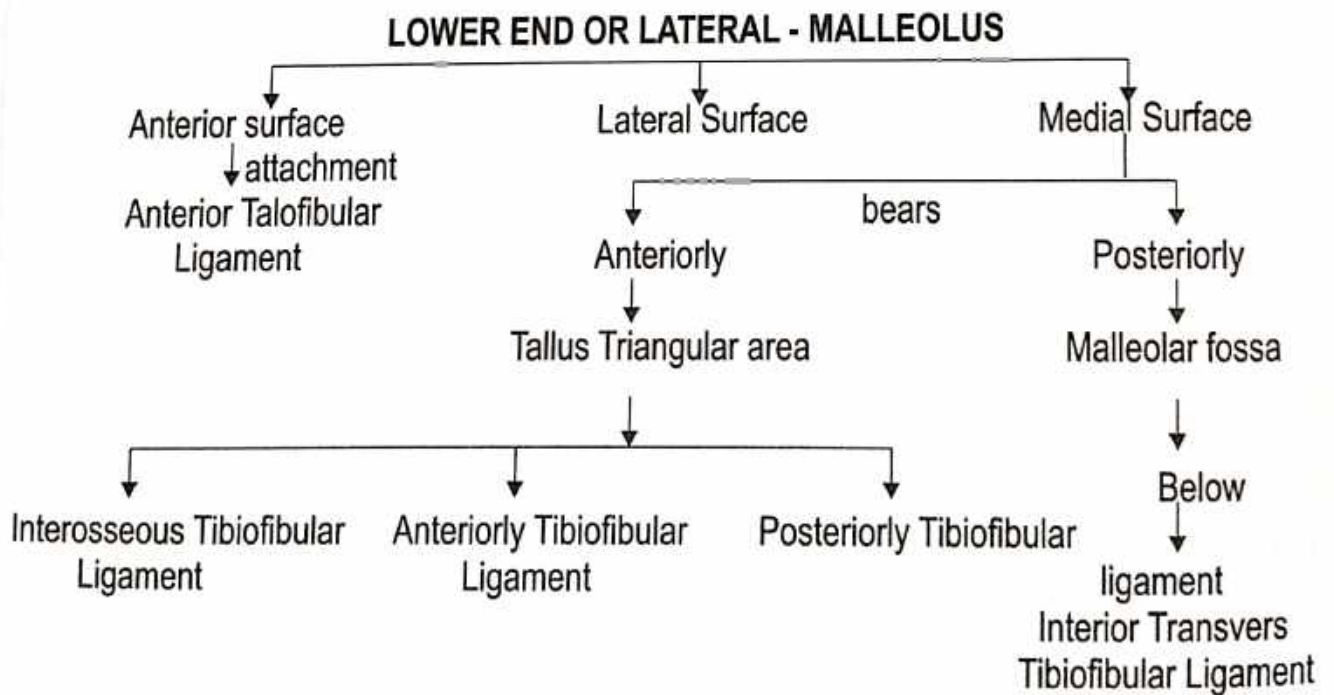 LOWER END OR LATERAL - MALLEOLUS
Anterior surface
Lateral Surface
Medial Surface
attachment
Anterior Talofibular
Ligament
bears
Anteriorly
Posteriorly
Tallus Triangular area
Malleolar fossa
Below
Interosseous Tibiofibular
Ligament
Anteriorly Tibiofibular
Ligament
Posteriorly Tibiofibular
ligament
Interior Transvers
Tibiofibular Ligament